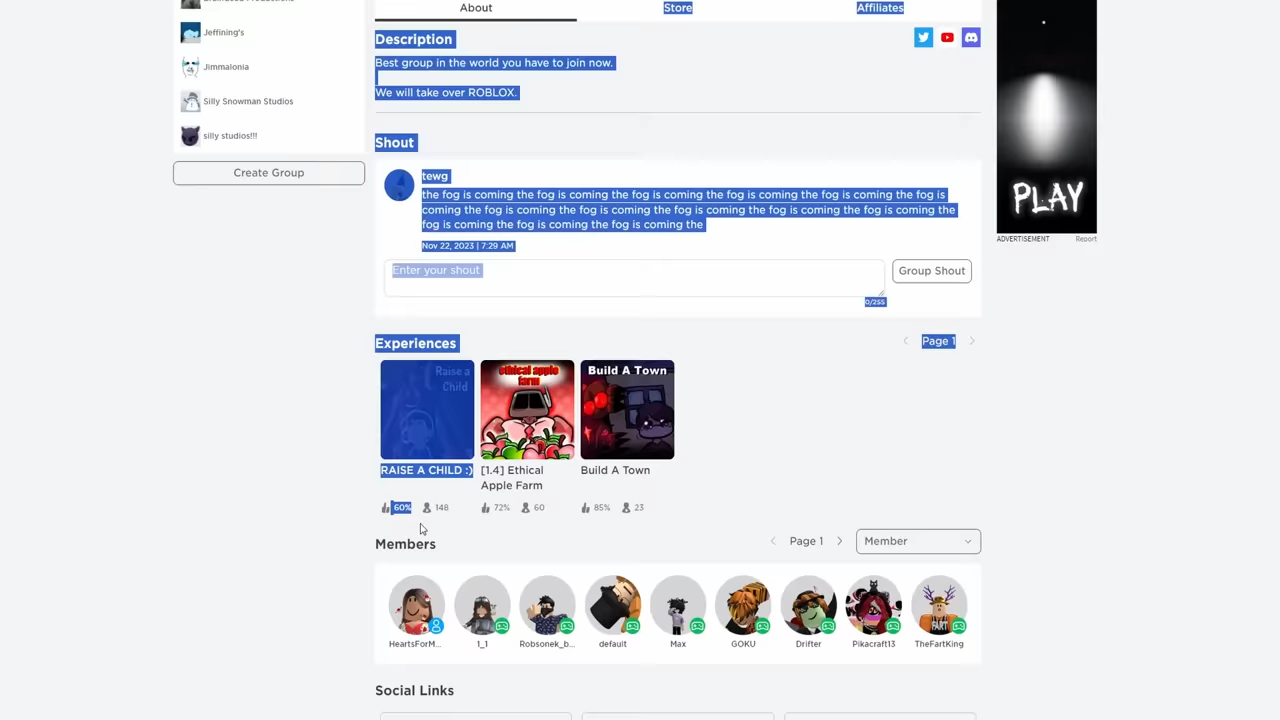 Jeffining's
Jimmalonia
Silly Snowman Studios
silly studios!!!
Create Group
About
Store
Affiliates
Description
Best group in the world you have to join now.
We will take over ROBLOX.
Shout
tewg
the fog is coming the fog is coming the fog is coming the fog is coming the fog is coming the fog is
coming the fog is coming the fog is coming the fog is coming the fog is coming the fog is coming the
fog is coming the fog is coming the fog is coming the
Nov 22, 2023 | 7:29 AM
Enter your shout
Group Shout
0/255
PLAY
ADVERTISEMENT
Report
Experiences
Page 1
Raise a
Child
ethical apple
farm
Build A Town
RAISE A CHILD :)
[1.4] Ethical
Apple Farm
Build A Town
60%
148
72%
60
85%
23
Members
Page 1
Member
HeartsForM...
1_1
Robsonek_b...
default
Max
GOKU
Drifter
Pikacraft13
FART
TheFartKing
Social Links